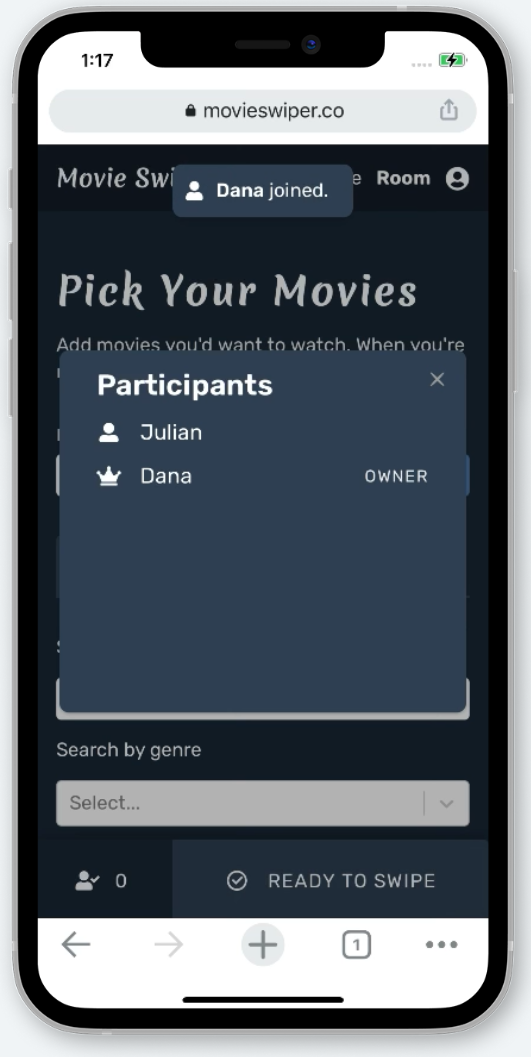 1:17
movieswiper.co
Movie Swi
Dana joined.
e
Room
Pick Your Movies
Add movies you'd want to watch. When you're
Participants
Julian
Dana
OWNER
Search by genre
Select...
0
READY TO SWIPE
1